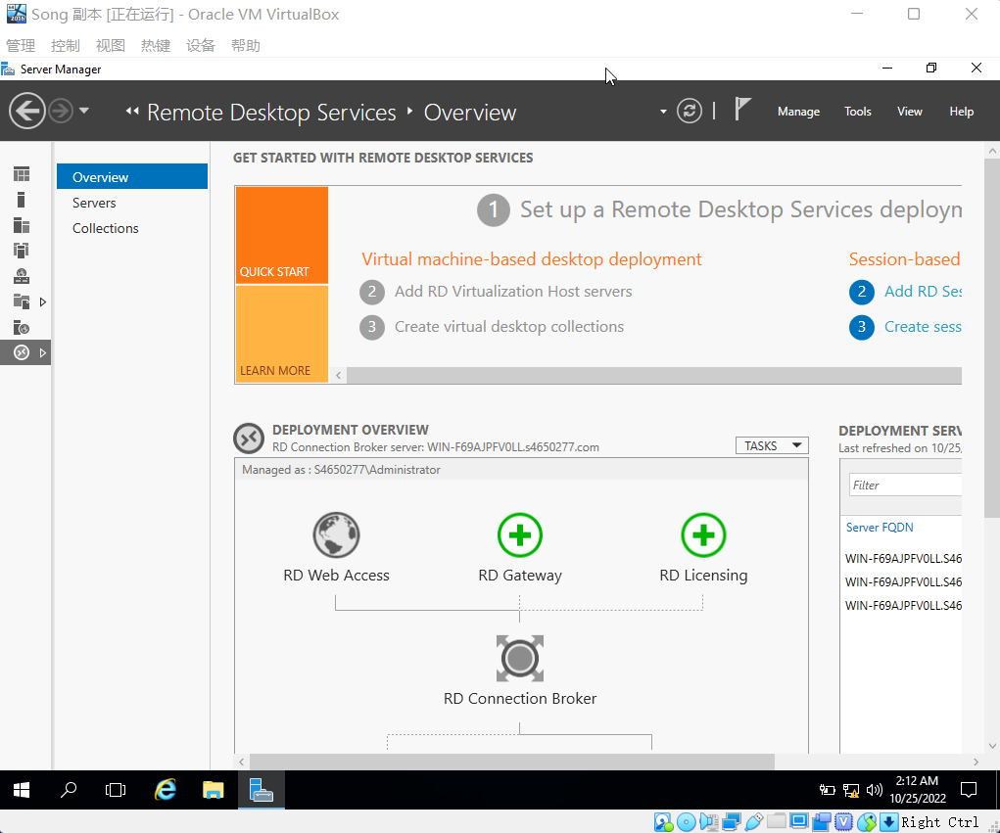 Song 副本 [正在运行] - Oracle VM VirtualBox
管理 控制 视图 热键 设备 帮助
Server Manager
Remote Desktop Services Overview
Manage Tools View Help
GET STARTED WITH REMOTE DESKTOP SERVICES
Overview
Servers
Collections
1 Set up a Remote Desktop Services deploym
QUICK START
Virtual machine-based desktop deployment
Session-based
2 Add RD Virtualization Host servers
2 Add RD Ses
3 Create virtual desktop collections
3 Create sess
LEARN MORE
DEPLOYMENT OVERVIEW
RD Connection Broker server: WIN-F69AJPFV0LL.s4650277.com
TASKS
DEPLOYMENT SERV
Last refreshed on 10/25,
Managed as : S4650277\Administrator
Filter
RD Web Access
RD Gateway
RD Licensing
Server FQDN
WIN-F69AJPFV0LL.S46
WIN-F69AJPFV0LL.S46
WIN-F69AJPFV0LL.S46
RD Connection Broker
2:12 AM
10/25/2022
Right Ctrl